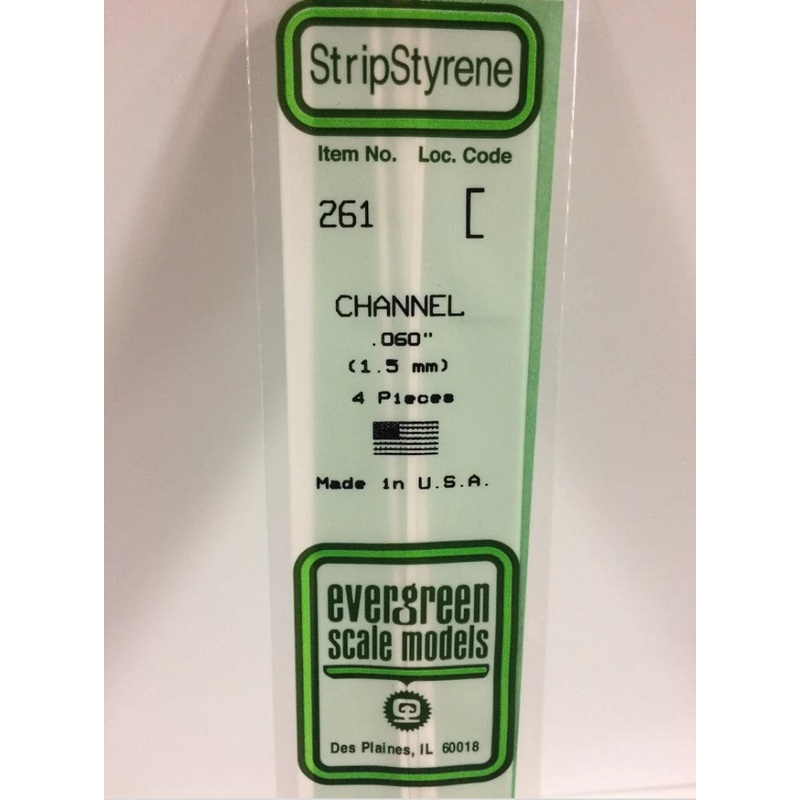 StripStyrene
Item No. Loc. Code
261 [
CHANNEL
.060"
(1.5 mm)
4 Pieces
Made in U.S.A.
evergreen
scale models
Des Plaines, IL 60018